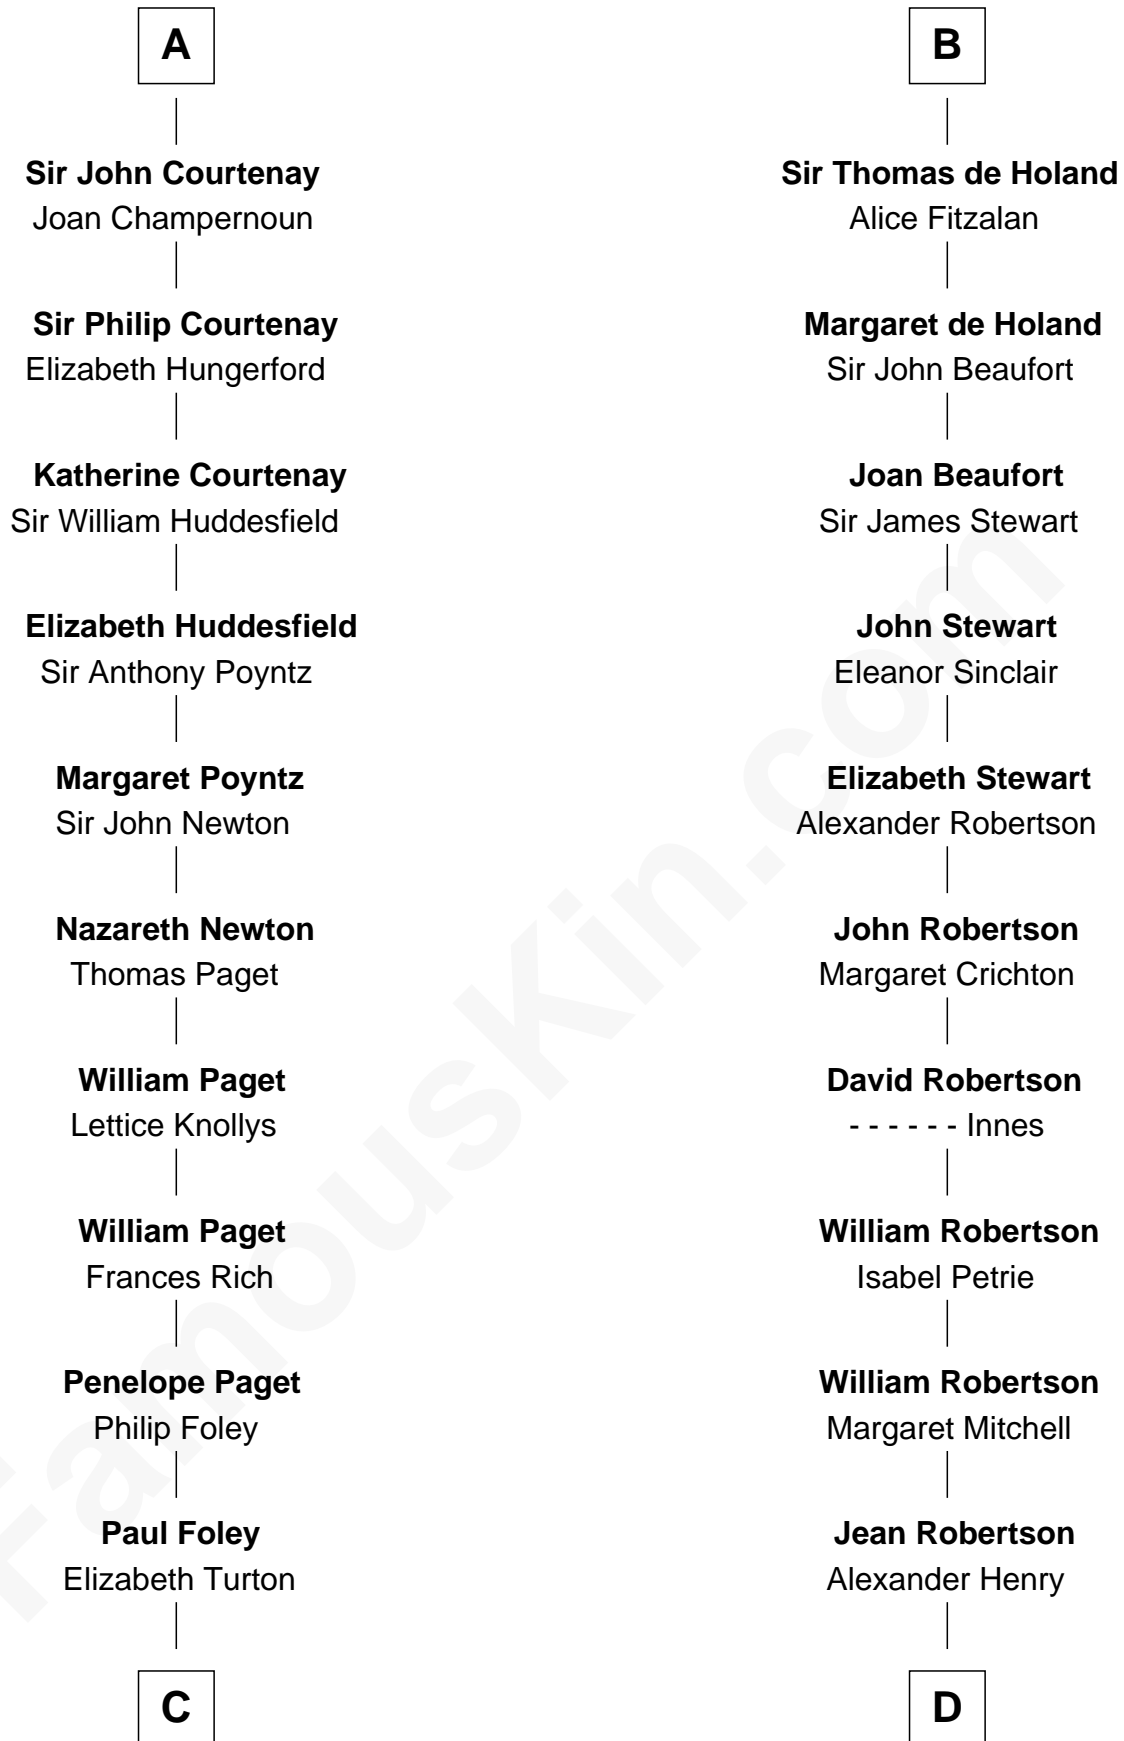 A
Sir John Courtenay
Joan Champernoun
Sir Philip Courtenay
Elizabeth Hungerford
Katherine Courtenay
Sir William Huddesfield
Elizabeth Huddesfield
Sir Anthony Poyntz
Margaret Poyntz
Sir John Newton
Nazareth Newton
Thomas Paget
William Paget
Lettice Knollys
William Paget
Frances Rich
Penelope Paget
Philip Foley
Paul Foley
Elizabeth Turton
C
B
Sir Thomas de Holand
Alice Fitzalan
Margaret de Holand
Sir John Beaufort
Joan Beaufort
Sir James Stewart
John Stewart
Eleanor Sinclair
Elizabeth Stewart
Alexander Robertson
John Robertson
Margaret Crichton
David Robertson
- - - - - - Innes
William Robertson
Isabel Petrie
William Robertson
Margaret Mitchell
Jean Robertson
Alexander Henry
D
FamousKin.com